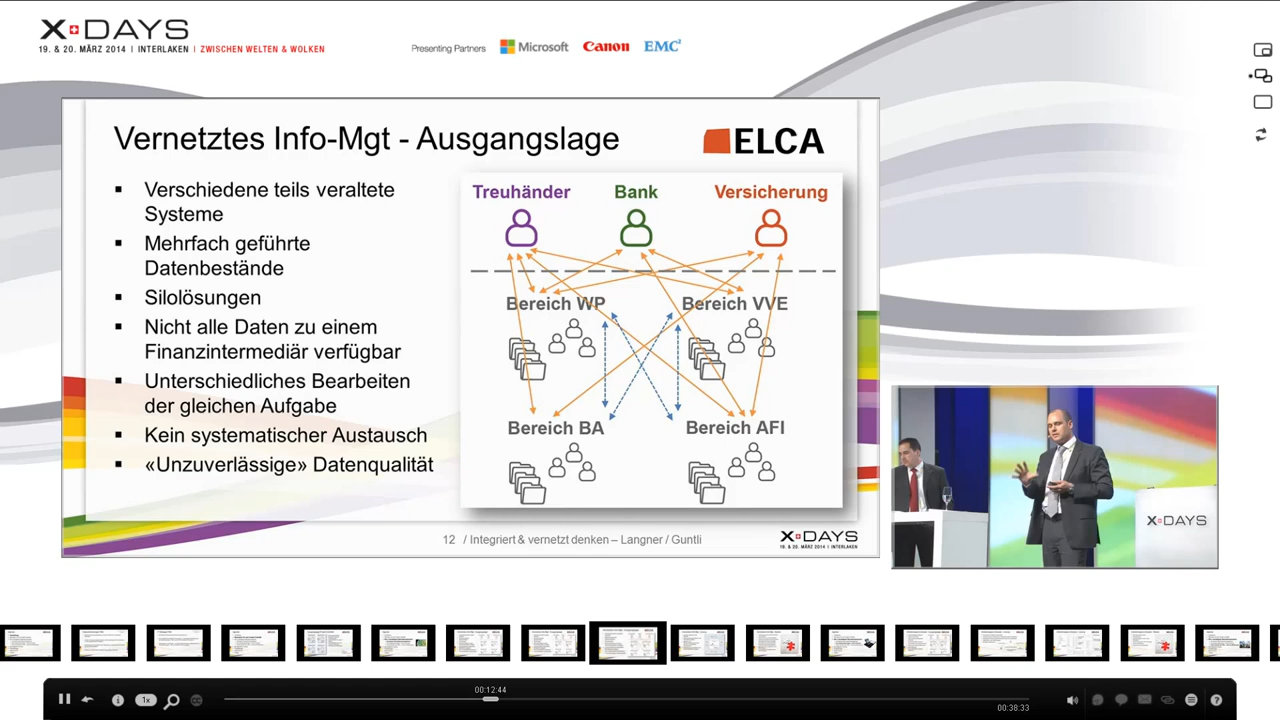 X DAYS
19. & 20. MÄRZ 2014 | INTERLAKEN | ZWISCHEN WELTEN & WOLKEN
Presenting Partners Microsoft Canon EMC²
Vernetztes Info-Mgt - Ausgangslage
ELCA
▪ Verschiedene teils veraltete
Systeme
▪ Mehrfach geführte
Datenbestände
▪ Silolösungen
▪ Nicht alle Daten zu einem
Finanzintermediär verfügbar
▪ Unterschiedliches Bearbeiten
der gleichen Aufgabe
▪ Kein systematischer Austausch
▪ «Unzuverlässige» Datenqualität
Treuhänder Bank Versicherung
Bereich WP Bereich VVE
Bereich BA Bereich AFI
12 / Integriert & vernetzt denken – Langner / Guntli
X DAYS
19. & 20. MÄRZ 2014 | INTERLAKEN
X DAYS
00:12:44
1x
00:38:33